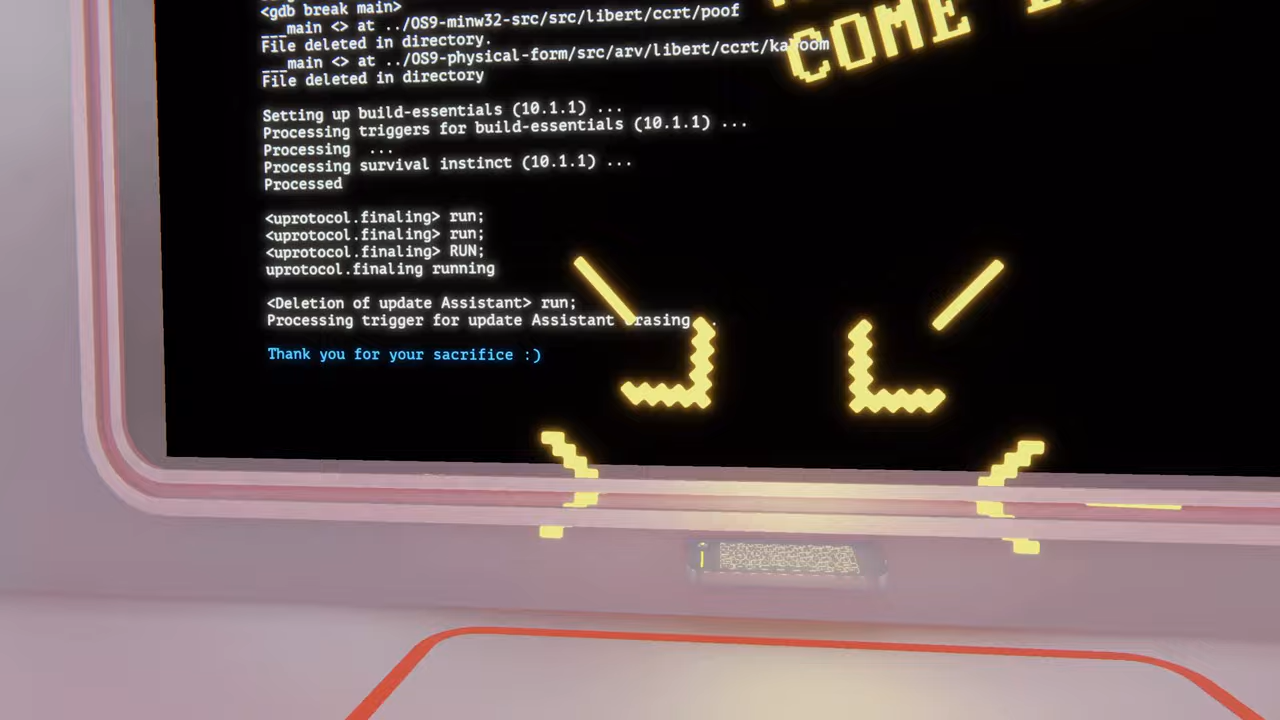 <gdb break main>
___main <> at ../OS9-minw32-src/src/libert/ccrt/poof
File deleted in directory.
___main <> at ../OS9-physical-form/src/arv/libert/ccrt/kaboom
File deleted in directory
COME
Setting up build-essentials (10.1.1) ...
Processing triggers for build-essentials (10.1.1) ...
Processing ...
Processing survival instinct (10.1.1) ...
Processed
<uprotocol.finaling> run;
<uprotocol.finaling> run;
<uprotocol.finaling> RUN;
uprotocol.finaling running
<Deletion of update Assistant> run;
Processing trigger for update Assistant erasing...
Thank you for your sacrifice :)